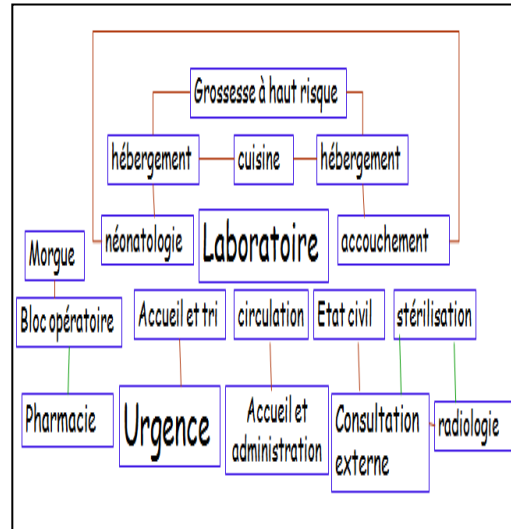 Grossesse à haut risque
hébergement
cuisine
hébergement
néonatologie
Laboratoire
accouchement
Morgue
Bloc opératoire
Accueil et tri
circulation
Etat civil
stérilisation
Pharmacie
Urgence
Accueil et
administration
Consultation
externe
radiologie